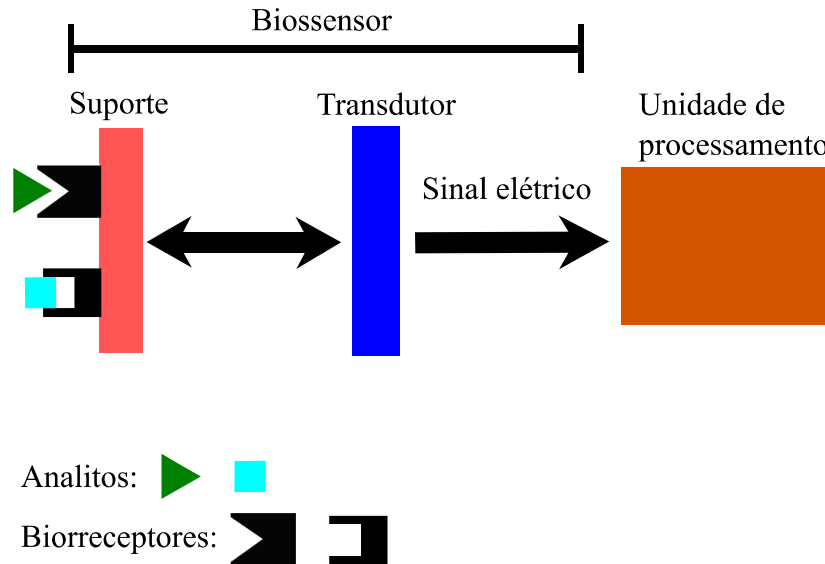 Biossensor
Suporte
Transdutor
Unidade de
processamento
Sinal elétrico
Analitos:
Biorreceptores: